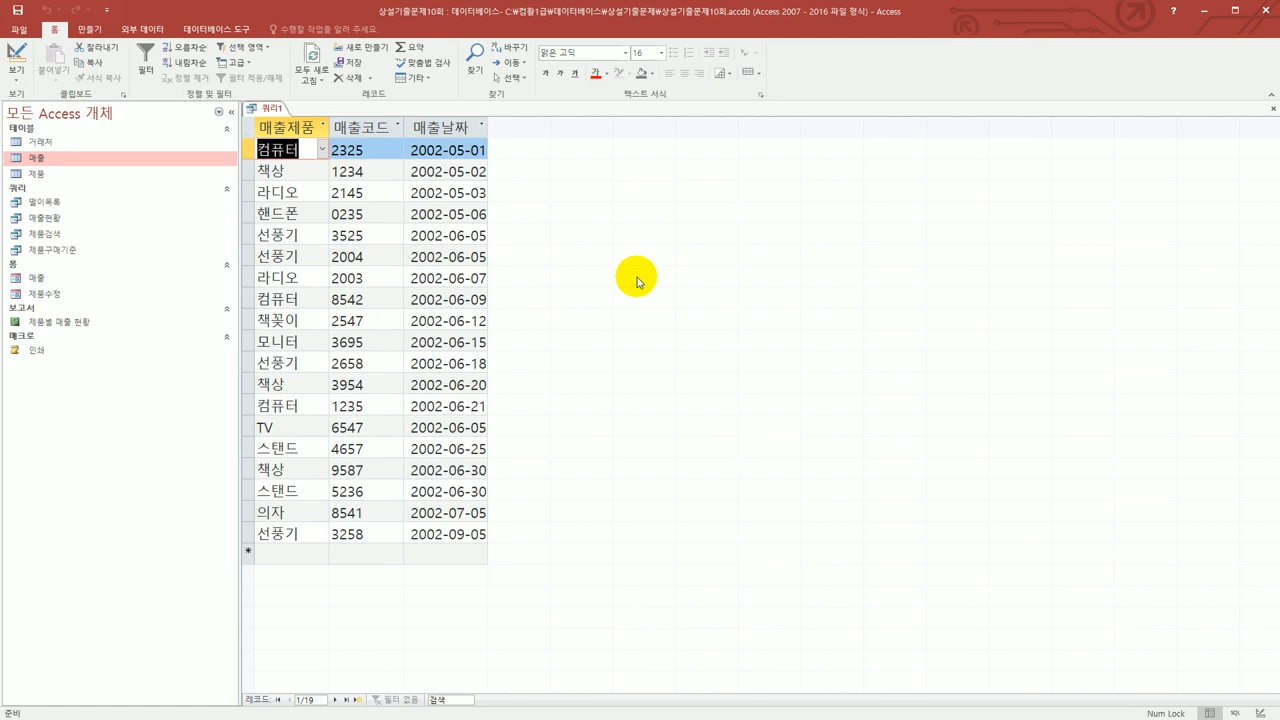 상설기출문제10회 : 데이터베이스- C:\컴활1급\데이터베이스\상설기출문제\상설기출문제10회.accdb (Access 2007 - 2016 파일 형식) - Access
파일 홈 만들기 외부 데이터 데이터베이스 도구 수행할 작업을 알려 주세요.
보기
붙여넣기
잘라내기
복사
서식 복사
필터
오름차순
내림차순
정렬 제거
선택 영역
고급
필터 적용/해제
모두 새로 고침
새로 만들기
저장
삭제
요약
맞춤법 검사
기타
찾기
바꾸기
이동
선택
맑은 고딕 16
가 가 가 가
보기 클립보드 정렬 및 필터 레코드 찾기 텍스트 서식
모든 Access 개체
테이블
거래처
매출
제품
쿼리
떨이목록
매출현황
제품검색
제품구매기준
폼
매출
제품수정
보고서
제품별 매출 현황
매크로
인쇄
쿼리1
매출제품 매출코드 매출날짜
컴퓨터 2325 2002-05-01
책상 1234 2002-05-02
라디오 2145 2002-05-03
핸드폰 0235 2002-05-06
선풍기 3525 2002-06-05
선풍기 2004 2002-06-05
라디오 2003 2002-06-07
컴퓨터 8542 2002-06-09
책꽂이 2547 2002-06-12
모니터 3695 2002-06-15
선풍기 2658 2002-06-18
책상 3954 2002-06-20
컴퓨터 1235 2002-06-21
TV 6547 2002-06-05
스탠드 4657 2002-06-25
책상 9587 2002-06-30
스탠드 5236 2002-06-30
의자 8541 2002-07-05
선풍기 3258 2002-09-05
레코드: 1/19 필터 없음 검색
준비 Num Lock SQL